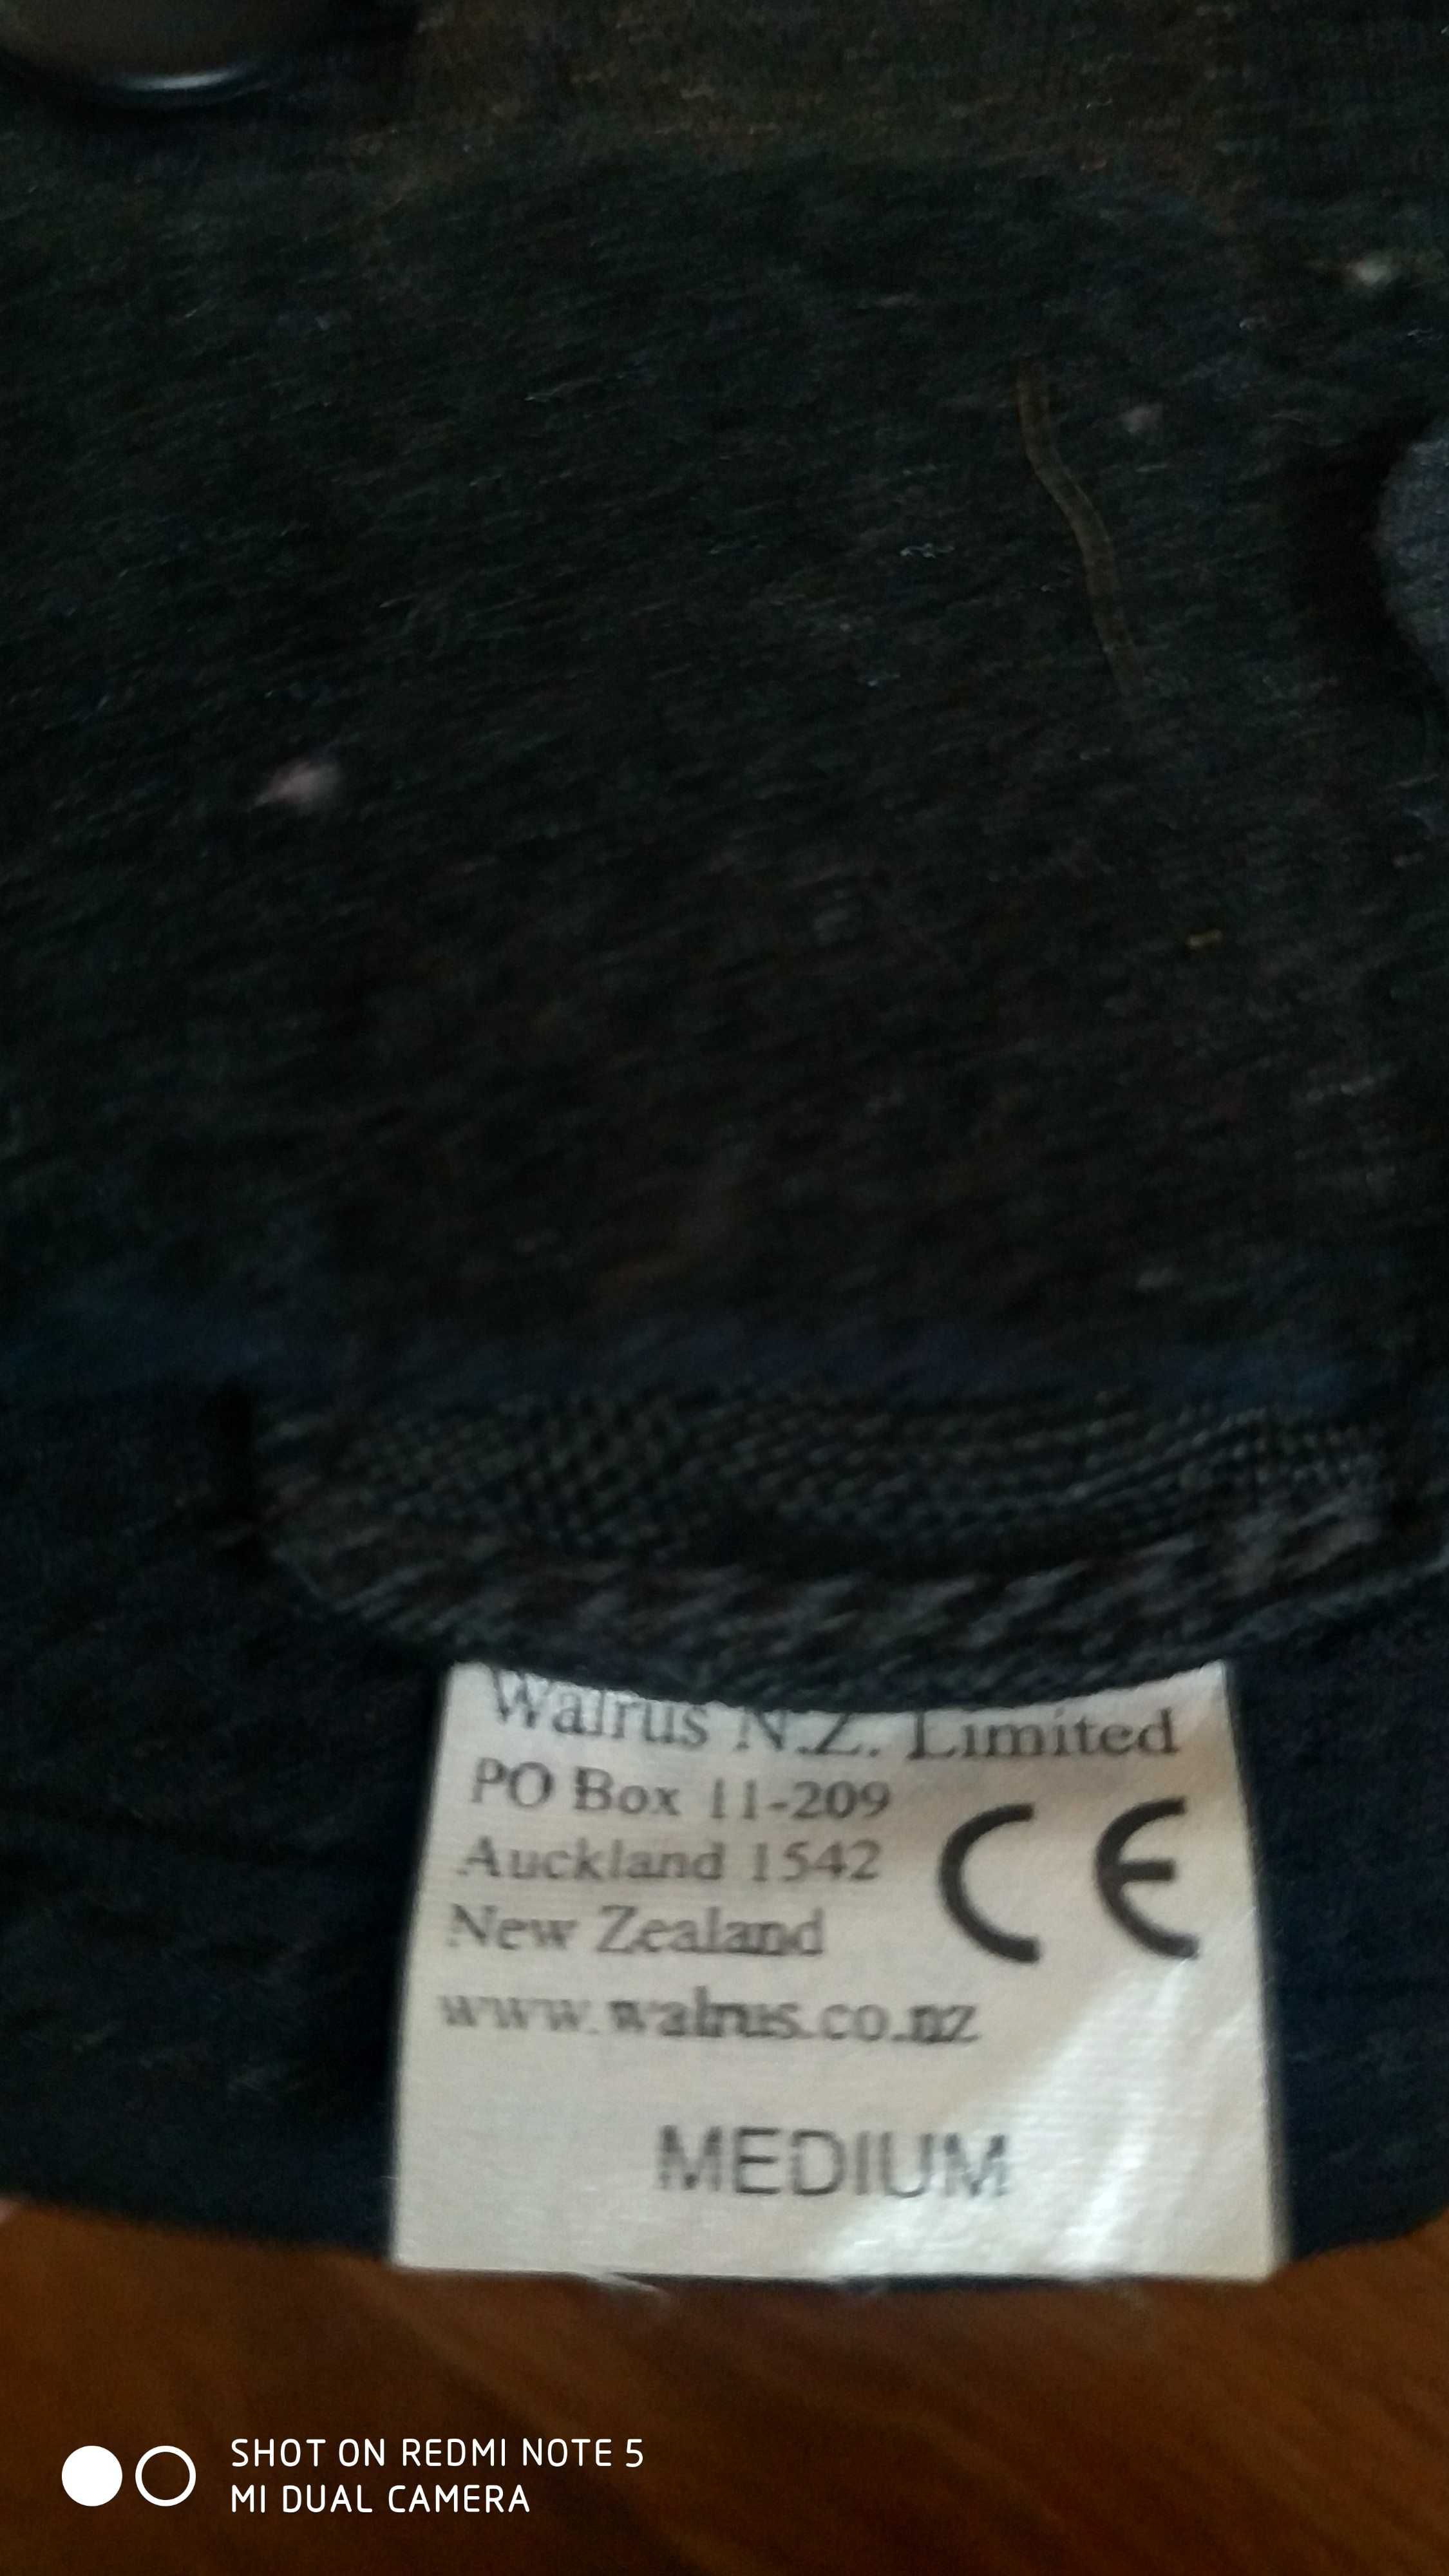 Walrus N.Z. Limited
PO Box 11-209
Auckland 1542
New Zealand
CE
www.walrus.co.nz
MEDIUM
SHOT ON REDMI NOTE 5
MI DUAL CAMERA